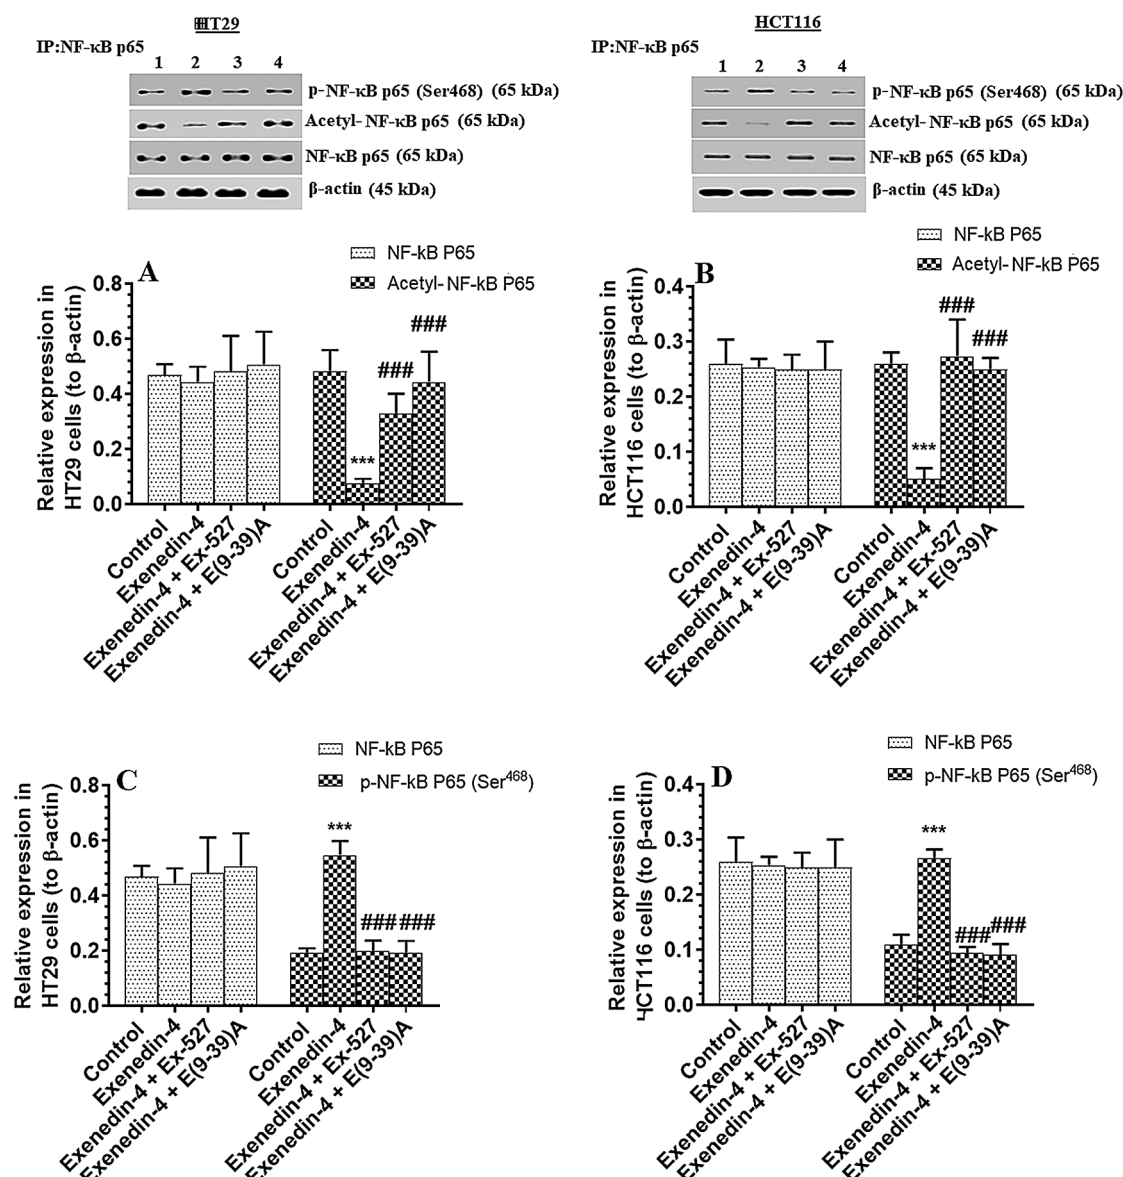 HT29
IP:NF-κB p65
1 2 3 4
p-NF-κB p65 (Ser468) (65 kDa)
Acetyl-NF-κB p65 (65 kDa)
NF-κB p65 (65 kDa)
β-actin (45 kDa)
HCT116
IP:NF-κB p65
1 2 3 4
p-NF-κB p65 (Ser468) (65 kDa)
Acetyl-NF-κB p65 (65 kDa)
NF-κB p65 (65 kDa)
β-actin (45 kDa)
A
NF-kB P65
Acetyl-NF-kB P65
Relative expression in
HT29 cells (to β-actin)
0.8
0.6
0.4
0.2
0.0
***
###
###
Control
Exenedin-4
Exenedin-4 + Ex-527
Exenedin-4 + E(9-39)A
Control
Exenedin-4
Exenedin-4 + Ex-527
Exenedin-4 + E(9-39)A
B
NF-kB P65
Acetyl-NF-kB P65
Relative expression in
HCT116 cells (to β-actin)
0.4
0.3
0.2
0.1
0.0
***
###
###
Control
Exenedin-4
Exenedin-4 + Ex-527
Exenedin-4 + E(9-39)A
Control
Exenedin-4
Exenedin-4 + Ex-527
Exenedin-4 + E(9-39)A
C
NF-kB P65
p-NF-kB P65 (Ser468)
Relative expression in
HT29 cells (to β-actin)
0.8
0.6
0.4
0.2
0.0
***
###
###
Control
Exenedin-4
Exenedin-4 + Ex-527
Exenedin-4 + E(9-39)A
Control
Exenedin-4
Exenedin-4 + Ex-527
Exenedin-4 + E(9-39)A
D
NF-kB P65
p-NF-kB P65 (Ser468)
Relative expression in
HCT116 cells (to β-actin)
0.4
0.3
0.2
0.1
0.0
***
###
###
Control
Exenedin-4
Exenedin-4 + Ex-527
Exenedin-4 + E(9-39)A
Control
Exenedin-4
Exenedin-4 + Ex-527
Exenedin-4 + E(9-39)A